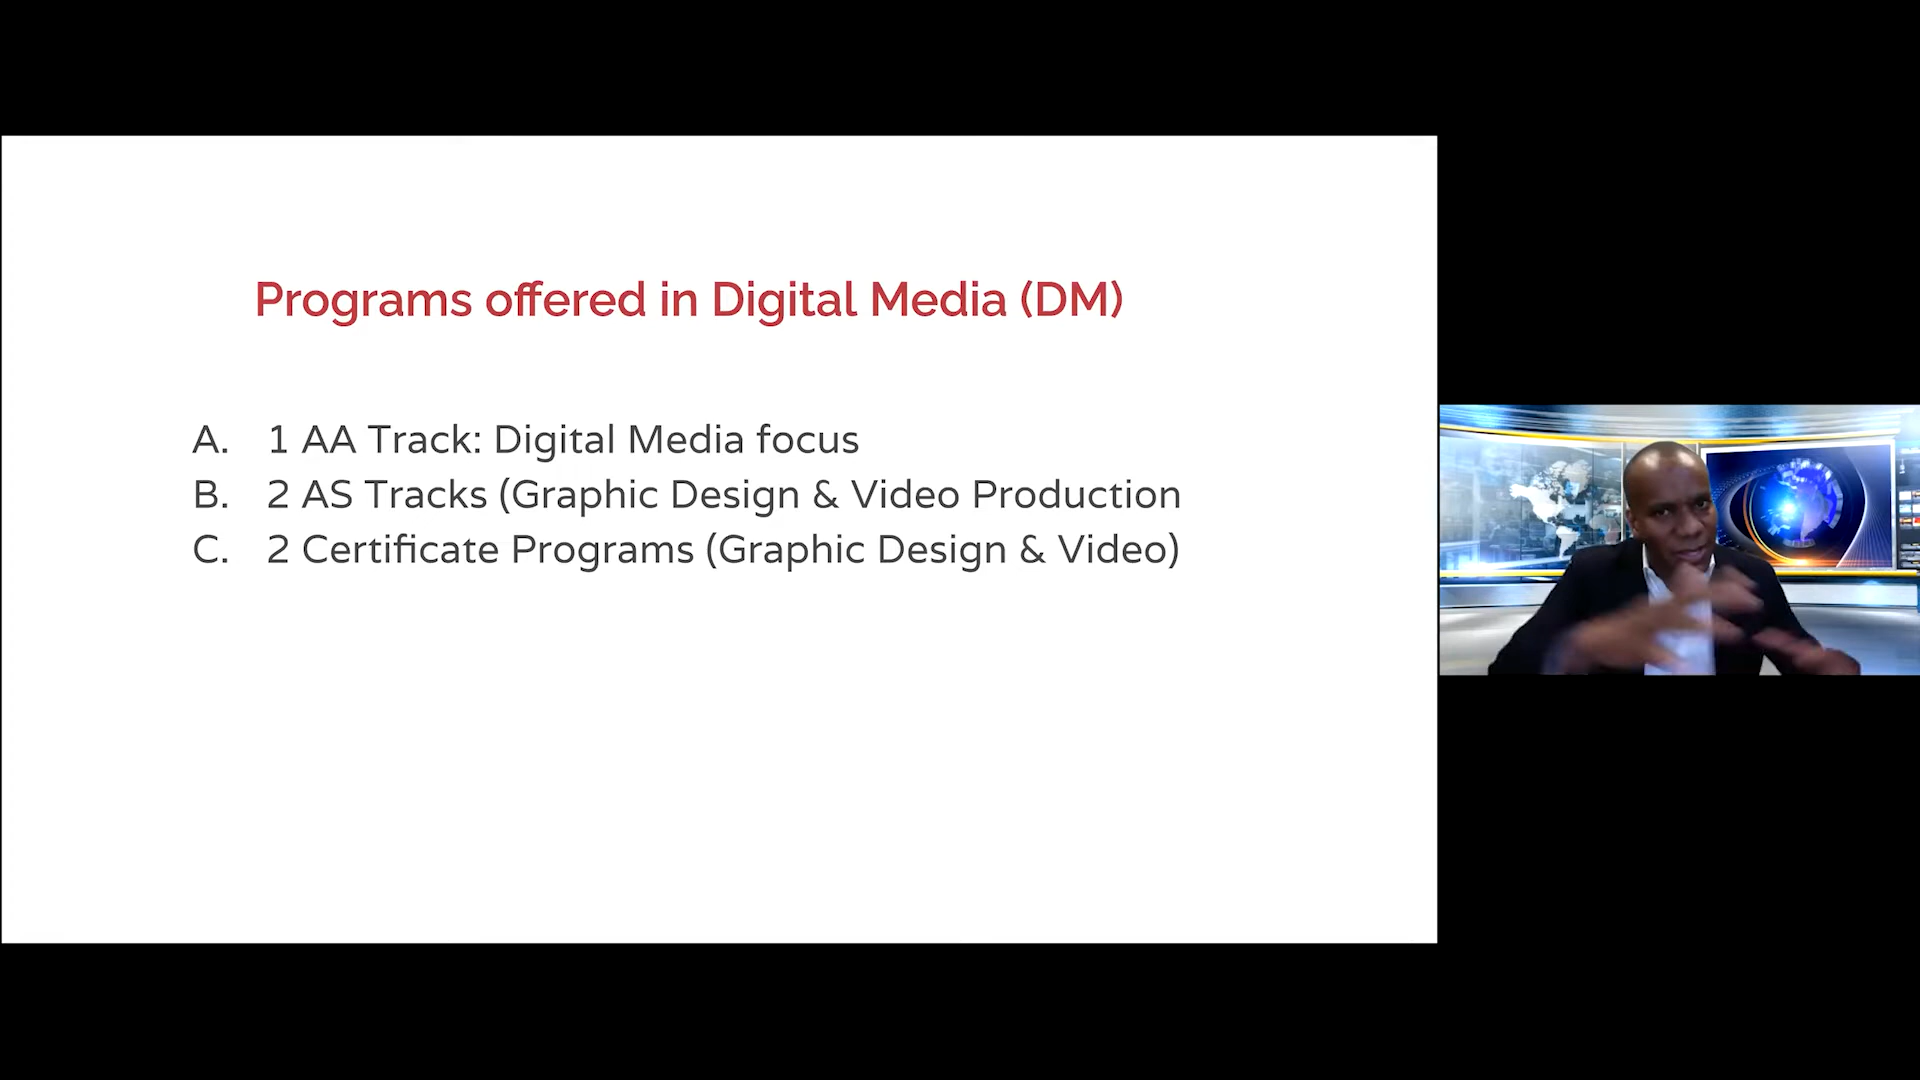 Programs offered in Digital Media (DM)
A. 1 AA Track: Digital Media focus
B. 2 AS Tracks (Graphic Design & Video Production
C. 2 Certificate Programs (Graphic Design & Video)